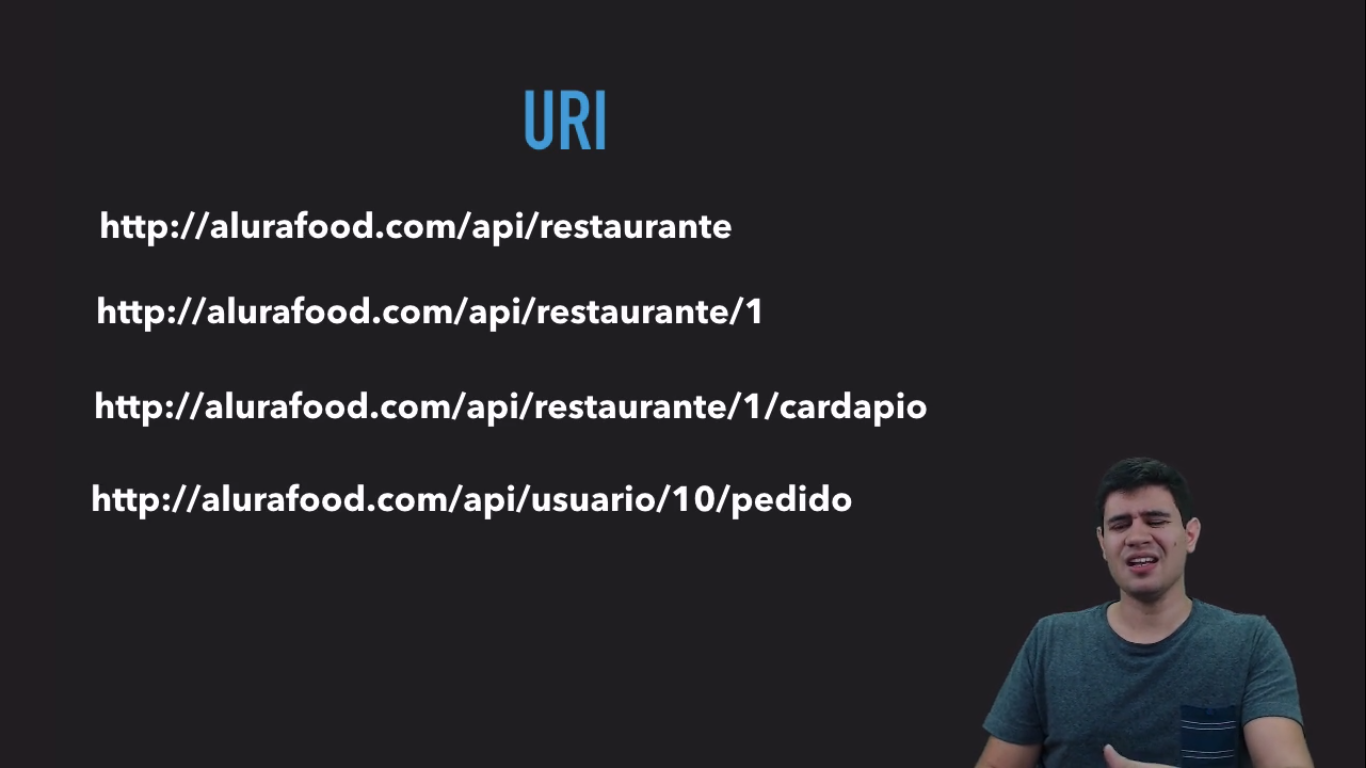 URI
http://alurafood.com/api/restaurante
http://alurafood.com/api/restaurante/1
http://alurafood.com/api/restaurante/1/cardapio
http://alurafood.com/api/usuario/10/pedido